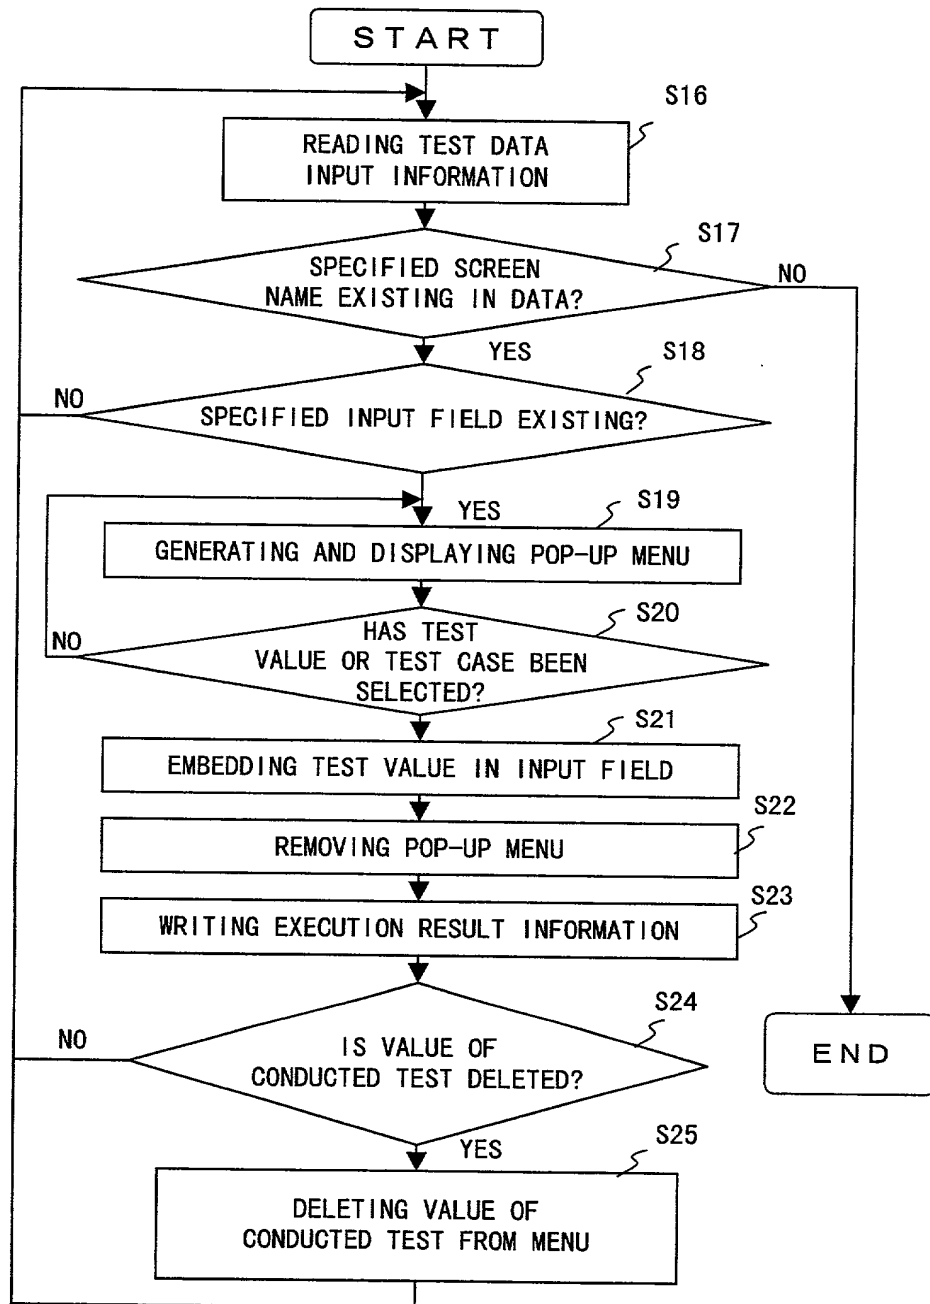 START
S16
READING TEST DATA
INPUT INFORMATION
S17
SPECIFIED SCREEN
NAME EXISTING IN DATA?
NO
YES
S18
NO
SPECIFIED INPUT FIELD EXISTING?
YES
S19
GENERATING AND DISPLAYING POP-UP MENU
S20
NO
HAS TEST
VALUE OR TEST CASE BEEN
SELECTED?
S21
EMBEDDING TEST VALUE IN INPUT FIELD
S22
REMOVING POP-UP MENU
S23
WRITING EXECUTION RESULT INFORMATION
S24
NO
IS VALUE OF
CONDUCTED TEST DELETED?
END
YES
S25
DELETING VALUE OF
CONDUCTED TEST FROM MENU